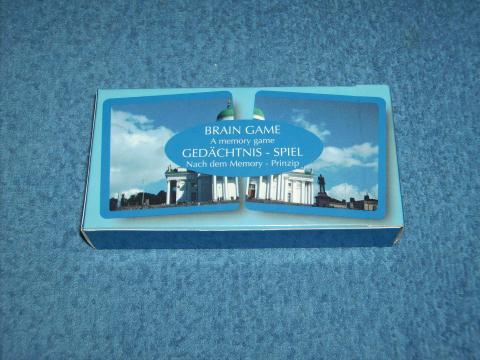 BRAIN GAME
A memory game
GEDÄCHTNIS - SPIEL
Nach dem Memory - Prinzip